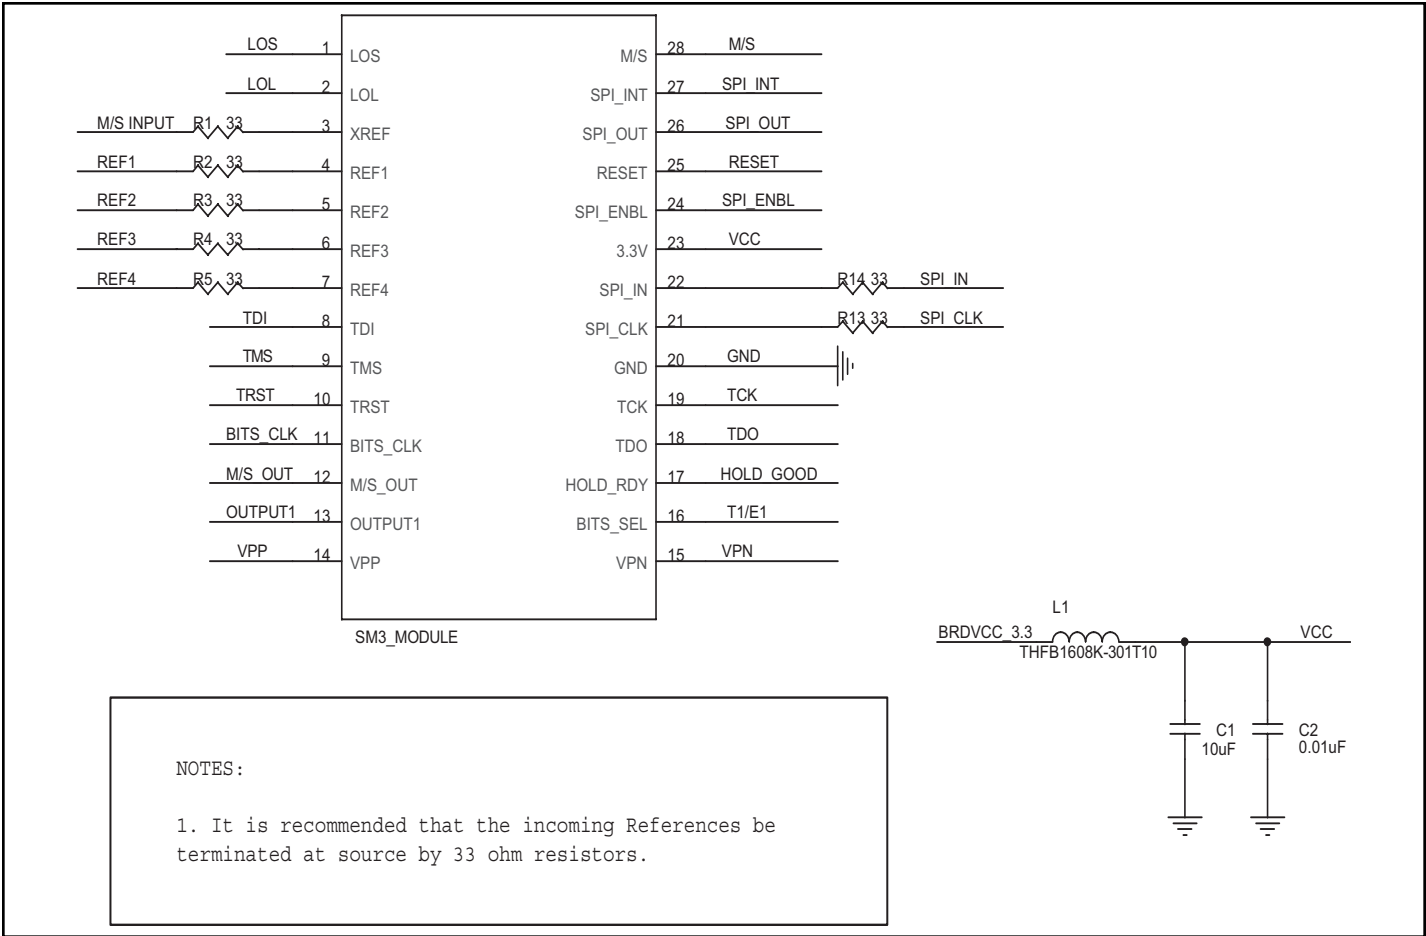 LOS 1 LOS M/S 28 M/S
LOL 2 LOL SPI_INT 27 SPI_INT
M/S INPUT R1 33 3 XREF SPI_OUT 26 SPI_OUT
REF1 R2 33 4 REF1 RESET 25 RESET
REF2 R3 33 5 REF2 SPI_ENBL 24 SPI_ENBL
REF3 R4 33 6 REF3 3.3V 23 VCC
REF4 R5 33 7 REF4 SPI_IN 22 R14 33 SPI_IN
TDI 8 TDI SPI_CLK 21 R13 33 SPI_CLK
TMS 9 TMS GND 20 GND
TRST 10 TRST TCK 19 TCK
BITS_CLK 11 BITS_CLK TDO 18 TDO
M/S_OUT 12 M/S_OUT HOLD_RDY 17 HOLD_GOOD
OUTPUT1 13 OUTPUT1 BITS_SEL 16 T1/E1
VPP 14 VPP VPN 15 VPN
SM3_MODULE
L1
BRDVCC_3.3 VCC
THFB1608K-301T10
C1 C2
10uF 0.01uF
NOTES:
1. It is recommended that the incoming References be
terminated at source by 33 ohm resistors.